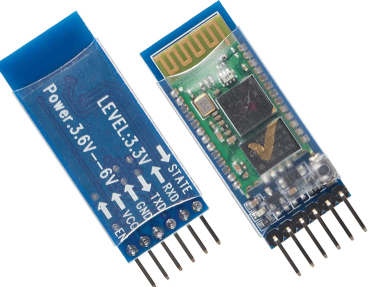 LEVEL:3.3V
Power.3.6V---6V
STATE
RXD
TXD
GND
VCC
EN